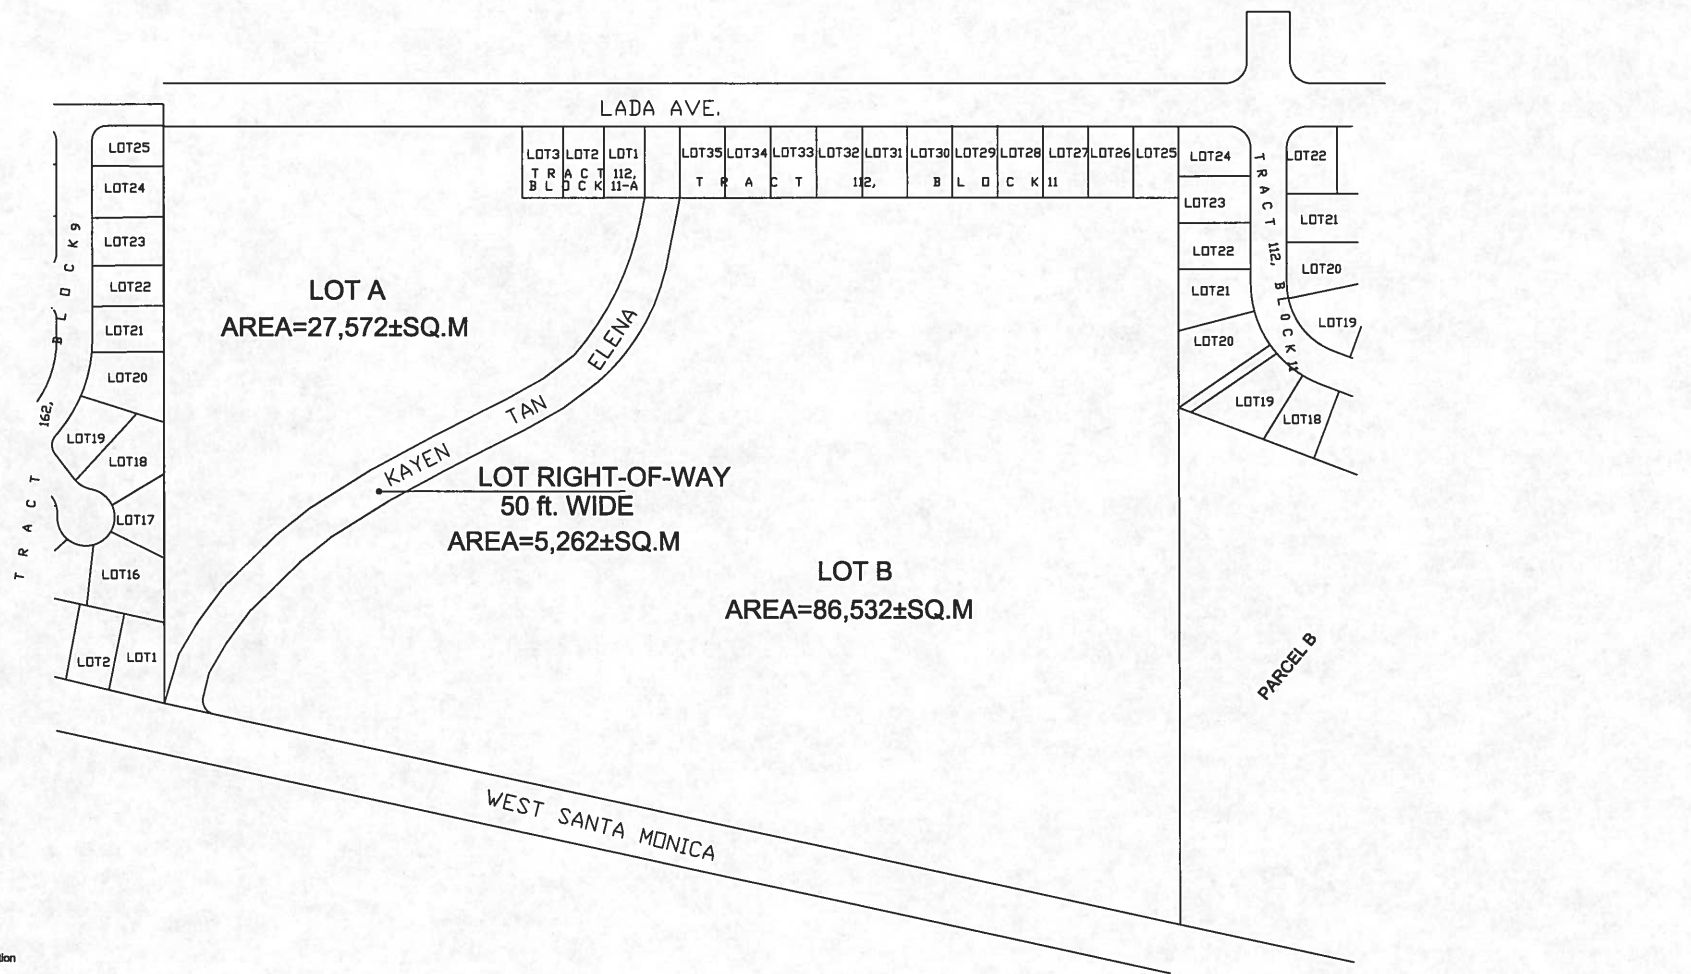 LADA AVE.
LOT3 LOT2 LOT1
TRACT 112,
BLOCK 11-A
LOT35 LOT34 LOT33 LOT32 LOT31 LOT30 LOT29 LOT28 LOT27 LOT26 LOT25
TRACT 112, BLOCK 11
LOT25
LOT24
LOT23
LOT22
LOT21
LOT20
LOT19
LOT18
LOT17
LOT16
LOT2
LOT1
TRACT 162, BLOCK 9
LOT A
AREA=27,572±SQ.M
KAYEN TAN ELENA
LOT RIGHT-OF-WAY
50 ft. WIDE
AREA=5,262±SQ.M
LOT B
AREA=86,532±SQ.M
LOT24
LOT23
LOT22
LOT21
LOT20
LOT19
LOT18
TRACT 112, BLOCK 11
LOT22
LOT21
LOT20
LOT19
PARCEL B
WEST SANTA MONICA